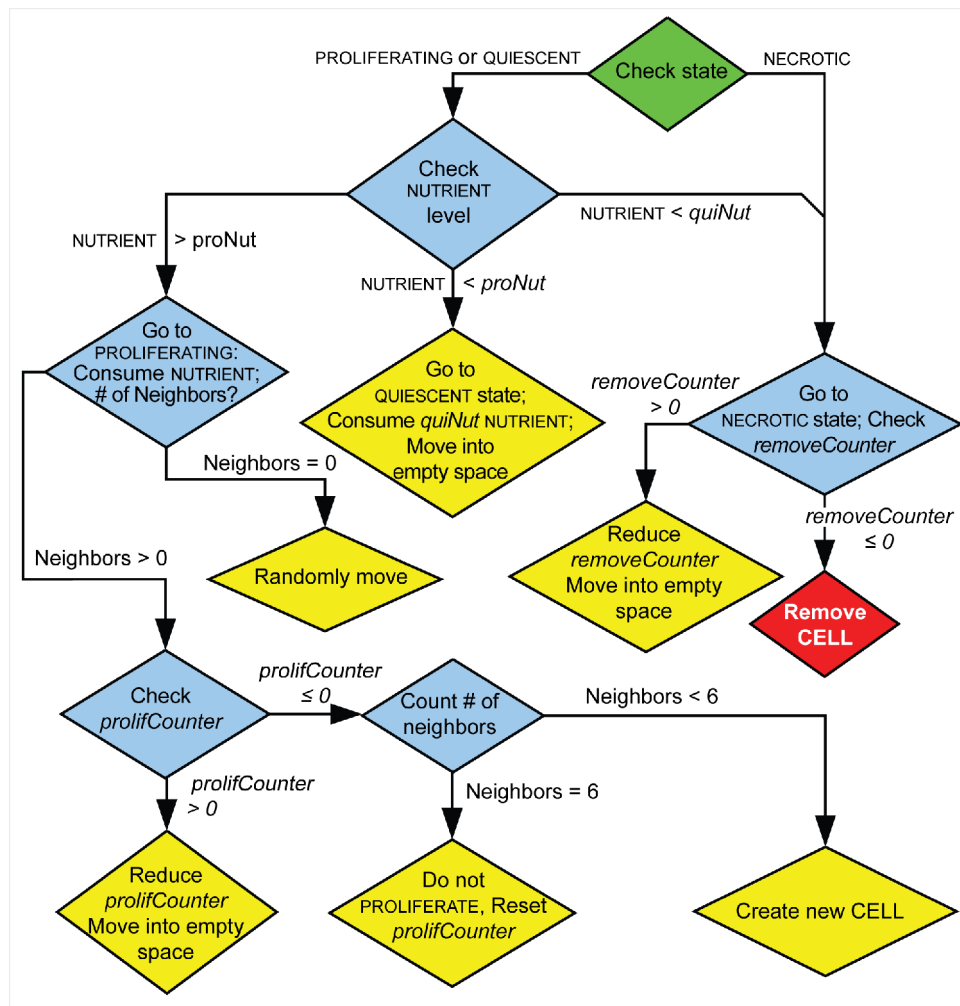 PROLIFERATING or QUIESCENT
NECROTIC
Check state
Check
NUTRIENT
level
NUTRIENT < quiNut
NUTRIENT > proNut
NUTRIENT < proNut
Go to
PROLIFERATING:
Consume NUTRIENT;
# of Neighbors?
Go to
QUIESCENT state;
Consume quiNut NUTRIENT;
Move into
empty space
removeCounter
> 0
Go to
NECROTIC state; Check
removeCounter
Neighbors = 0
removeCounter
≤ 0
Neighbors > 0
Randomly move
Reduce
removeCounter
Move into empty
space
Remove
CELL
Check
prolifCounter
prolifCounter
≤ 0
Count # of
neighbors
Neighbors < 6
prolifCounter
> 0
Neighbors = 6
Reduce
prolifCounter
Move into empty
space
Do not
PROLIFERATE, Reset
prolifCounter
Create new CELL